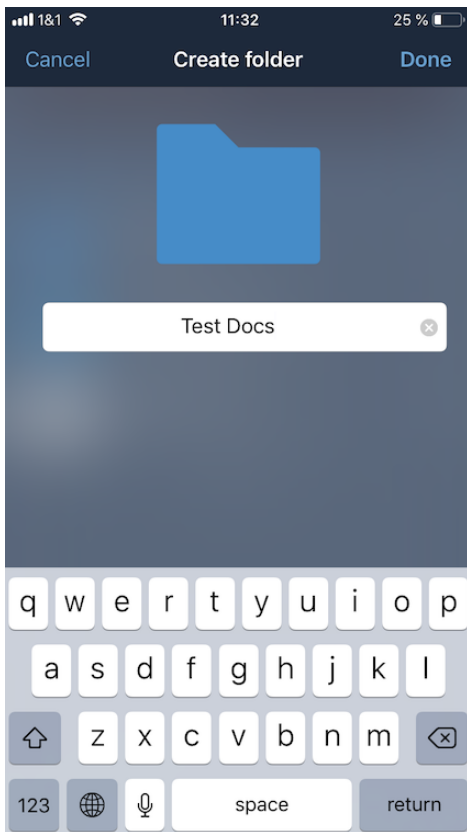 1&1 11:32 25 %
Cancel Create folder Done
Test Docs
q w e r t y u i o p
a s d f g h j k l
z x c v b n m
123 space return